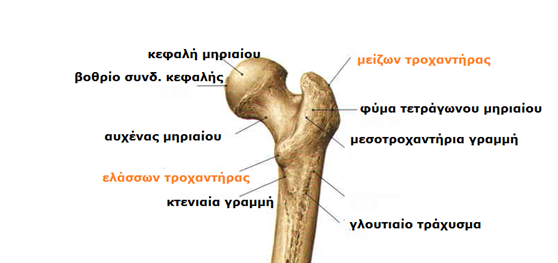 κεφαλή μηριαίου
βοθρίο συνδ. κεφαλής
μείζων τροχαντήρας
φύμα τετράγωνου μηριαίου
αυχένας μηριαίου
μεσοτροχαντήρια γραμμή
ελάσσων τροχαντήρας
κτενιαία γραμμή
γλουτιαίο τράχυσμα